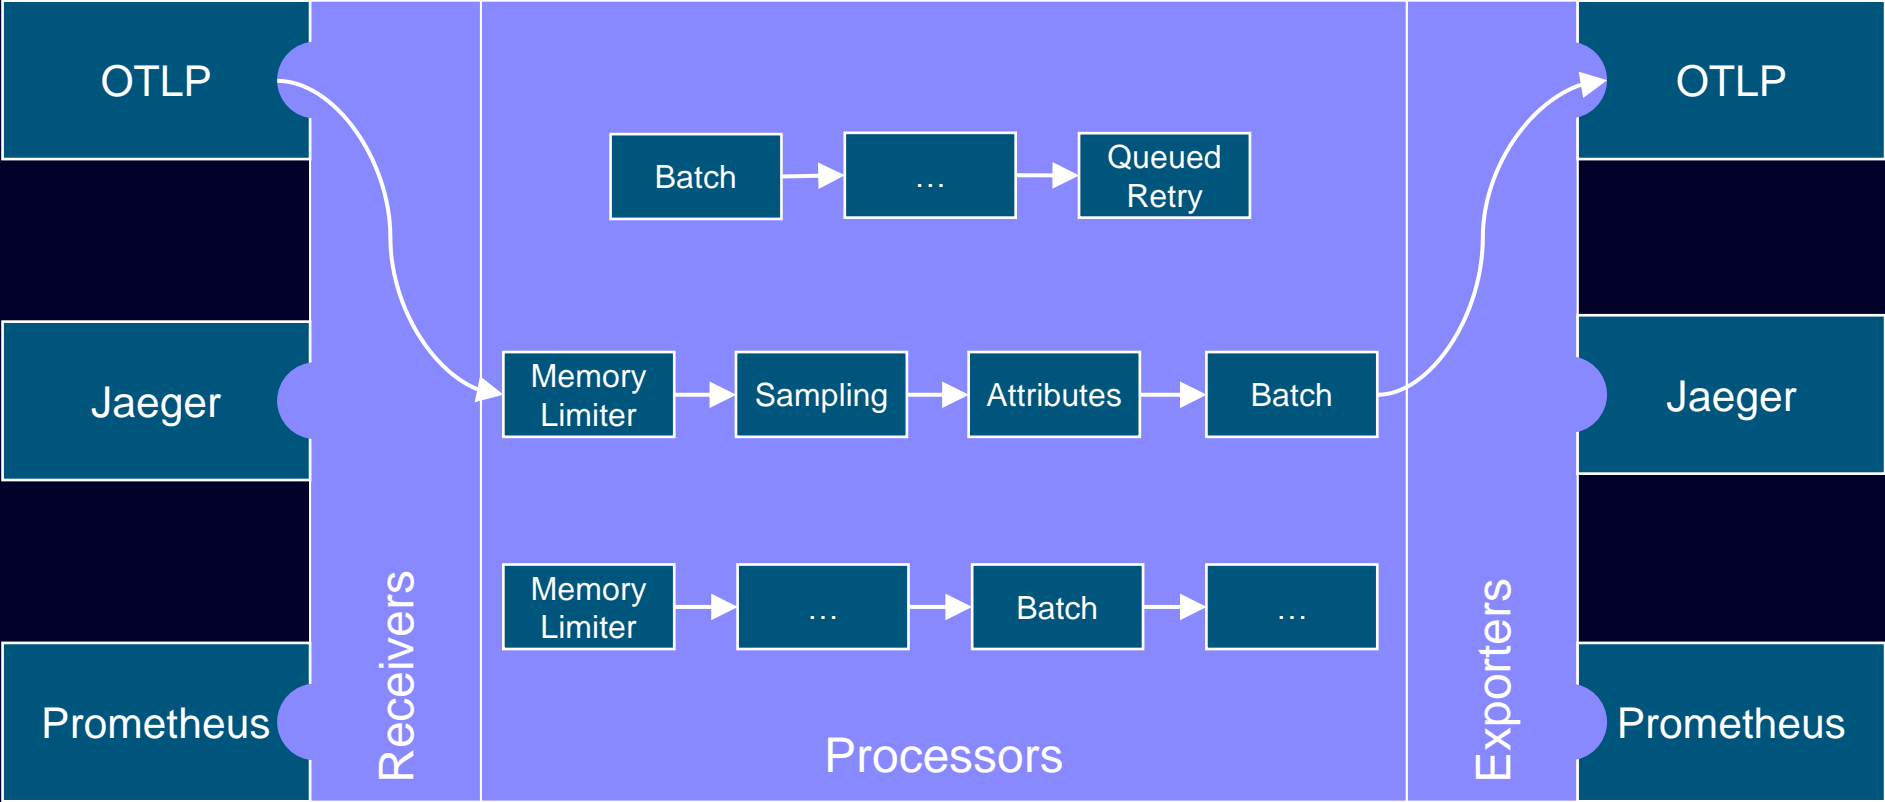 OTLP
Jaeger
Prometheus
Receivers
Batch
…
Queued
Retry
Memory
Limiter
Sampling
Attributes
Batch
Memory
Limiter
…
Batch
…
Processors
Exporters
OTLP
Jaeger
Prometheus